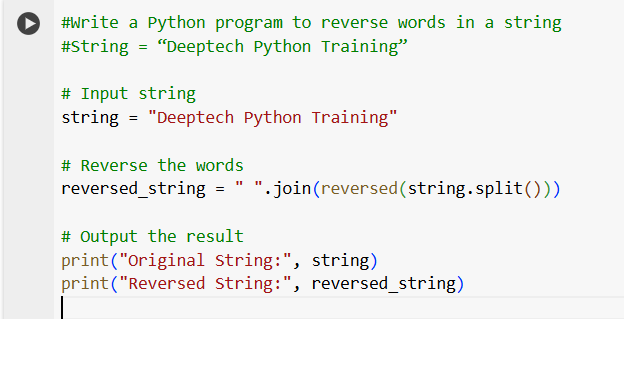 #Write a Python program to reverse words in a string
#String = “Deeptech Python Training”
# Input string
string = "Deeptech Python Training"
# Reverse the words
reversed_string = " ".join(reversed(string.split()))
# Output the result
print("Original String:", string)
print("Reversed String:", reversed_string)